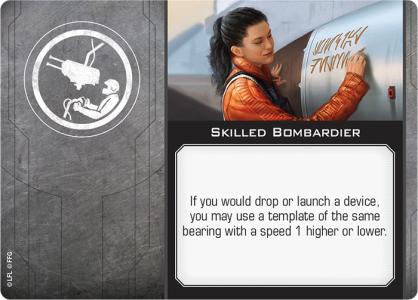 SKILLED BOMBARDIER
If you would drop or launch a device,
you may use a template of the same
bearing with a speed 1 higher or lower.
© LFL © FFG